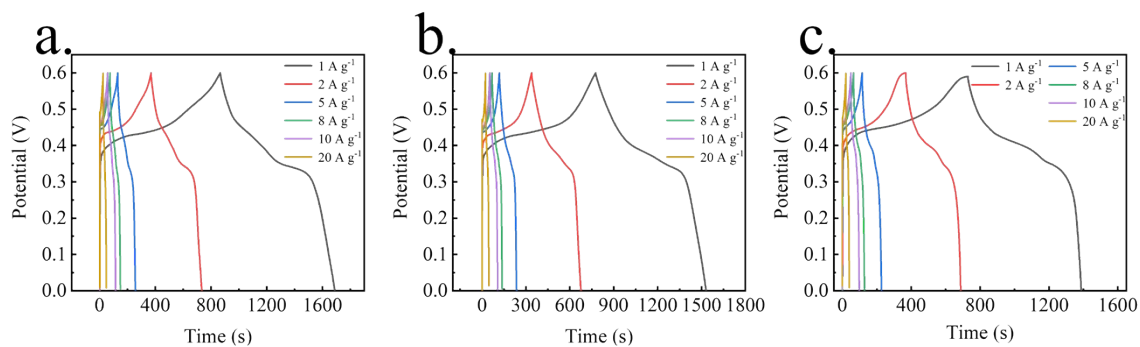 a.
0.6
0.5
0.4
0.3
0.2
0.1
0.0
Potential (V)
0 400 800 1200 1600
Time (s)
1 A g⁻¹
2 A g⁻¹
5 A g⁻¹
8 A g⁻¹
10 A g⁻¹
20 A g⁻¹
b.
0.6
0.5
0.4
0.3
0.2
0.1
0.0
Potential (V)
0 300 600 900 1200 1500 1800
Time (s)
1 A g⁻¹
2 A g⁻¹
5 A g⁻¹
8 A g⁻¹
10 A g⁻¹
20 A g⁻¹
c.
0.6
0.5
0.4
0.3
0.2
0.1
0.0
Potential (V)
0 400 800 1200 1600
Time (s)
1 A g⁻¹
2 A g⁻¹
5 A g⁻¹
8 A g⁻¹
10 A g⁻¹
20 A g⁻¹